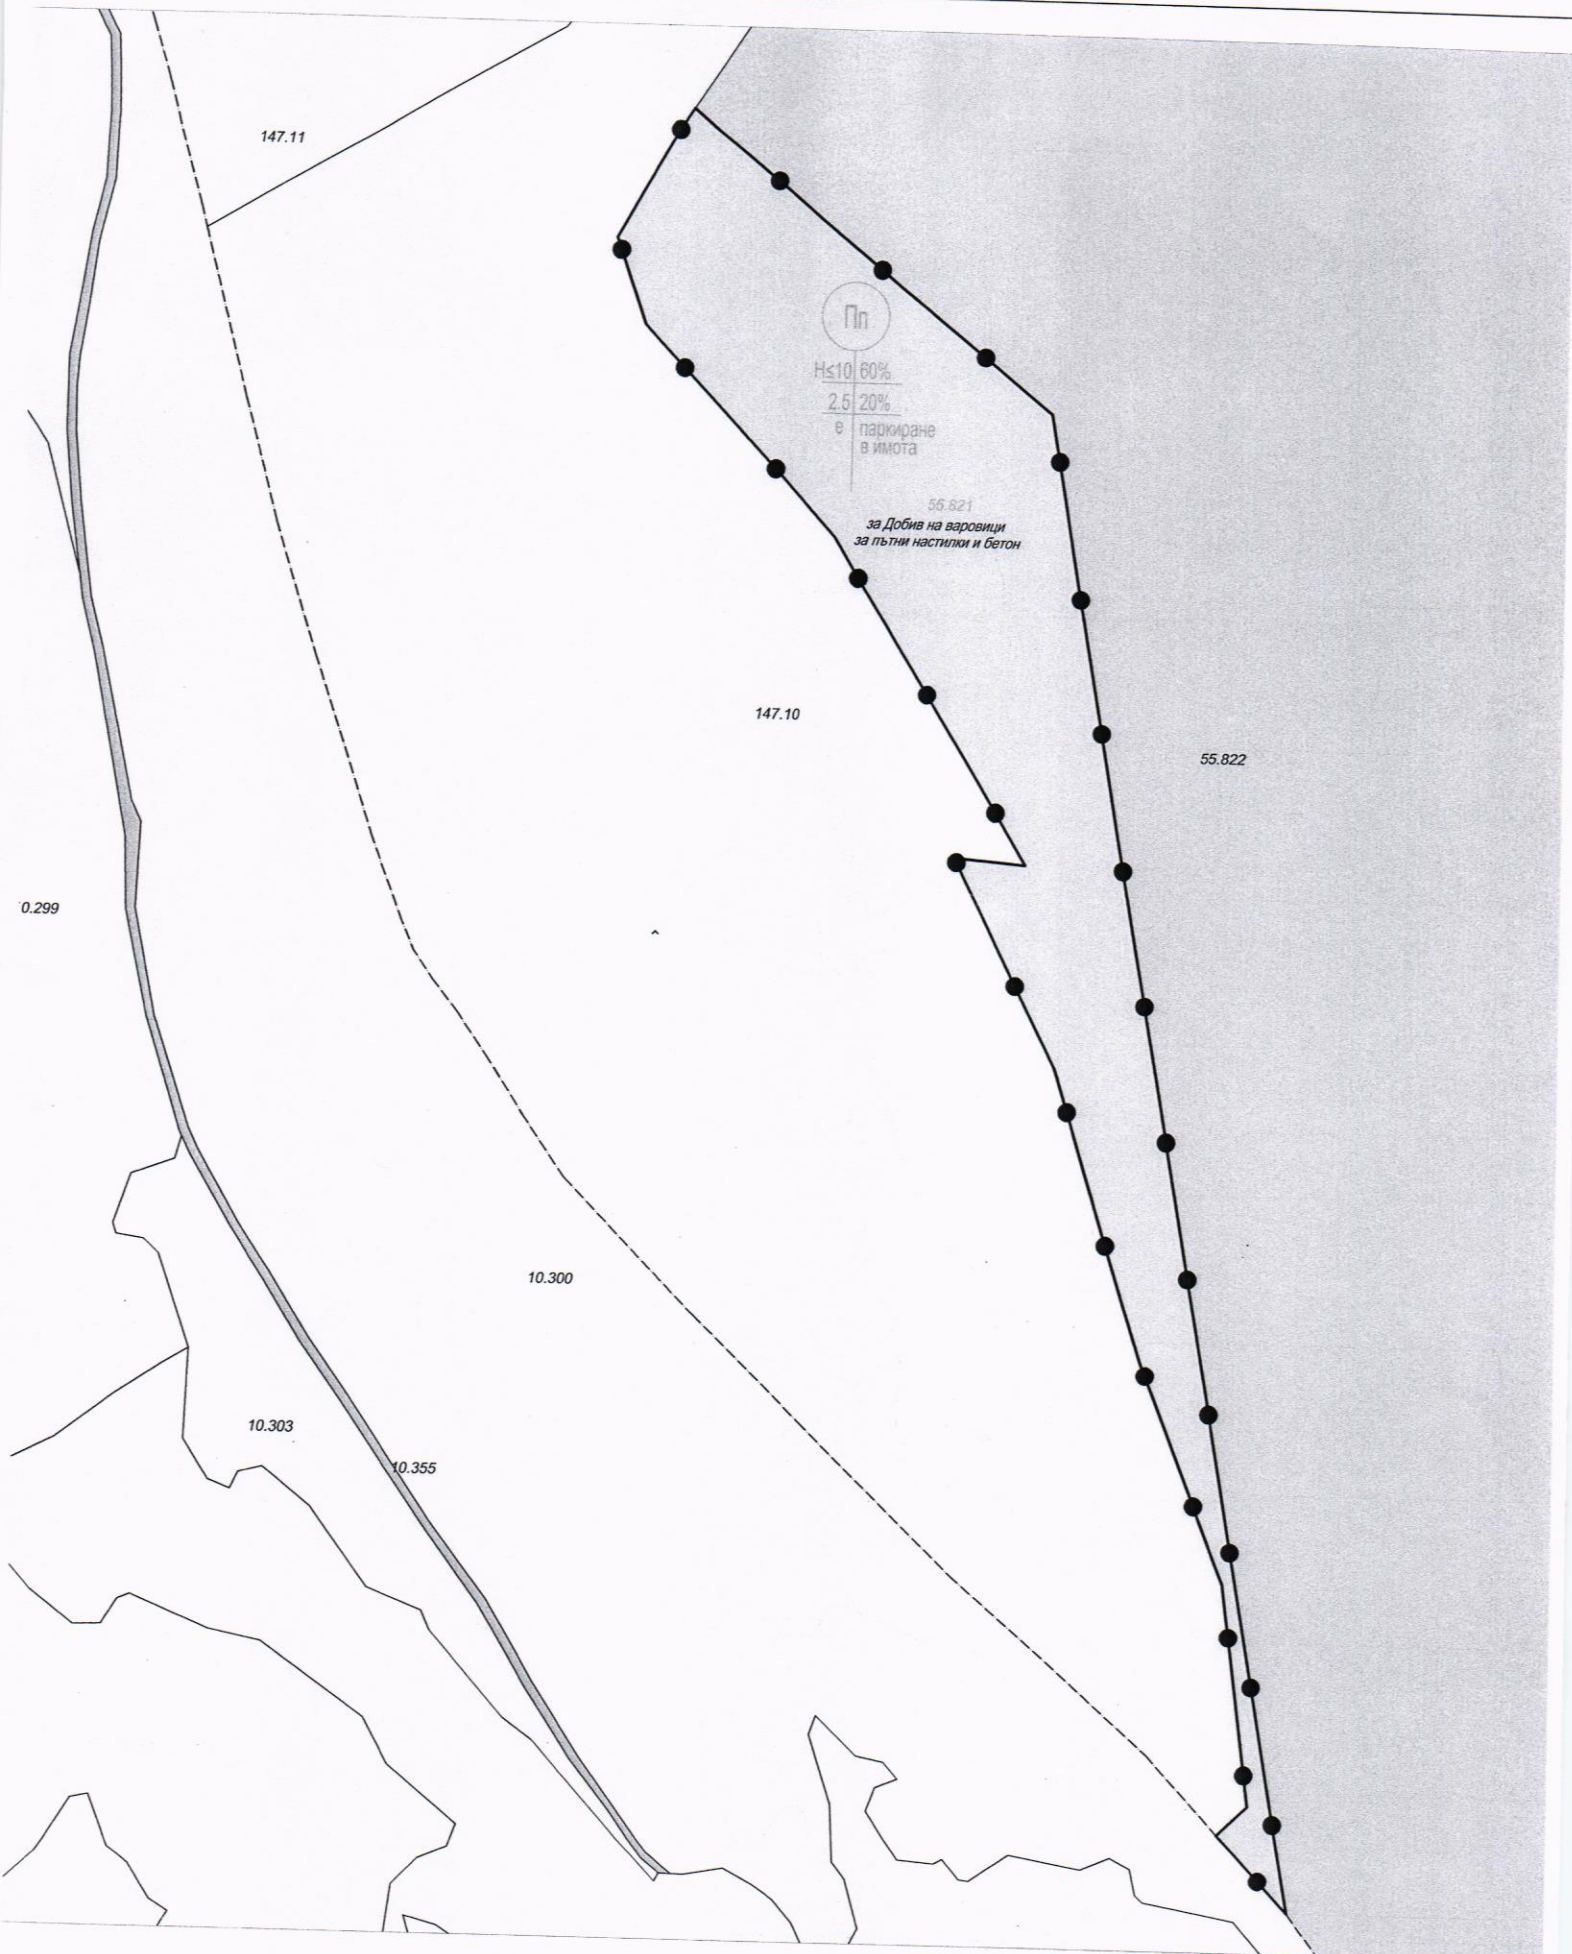 147.11
Пп
H≤10 60%
2.5 20%
е паркиране
в имота
55.821
за Добив на варовици
за пътни настилки и бетон
147.10
55.822
0.299
10.300
10.303
10.355